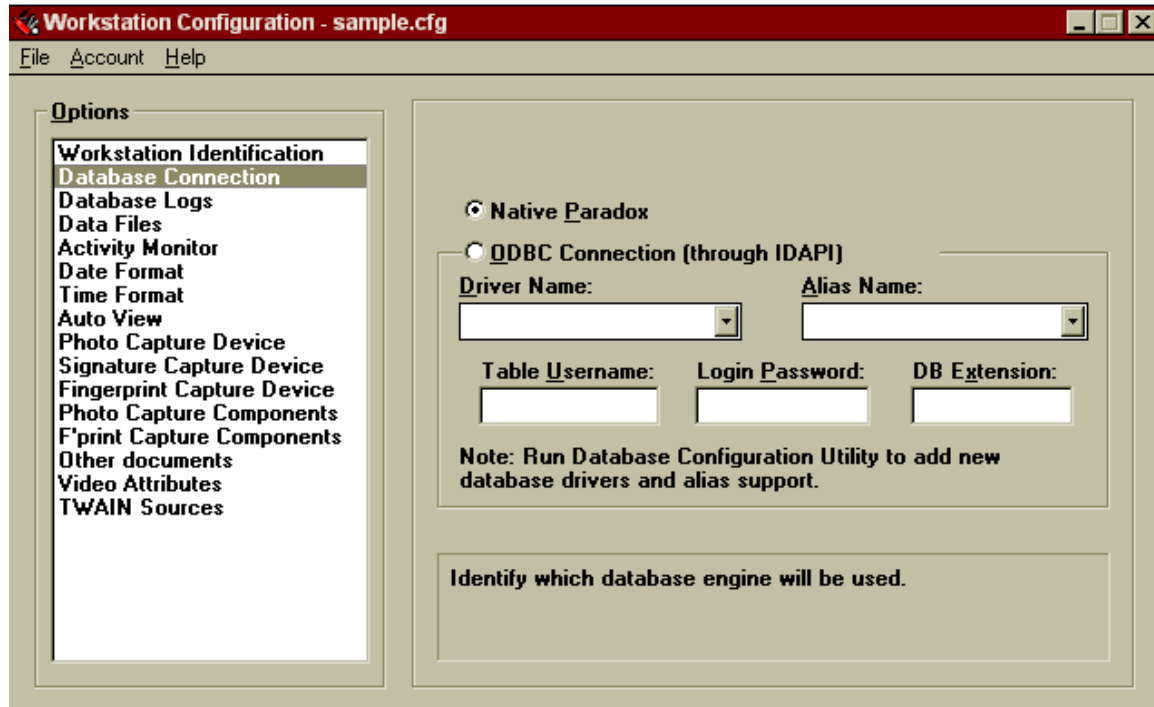 Workstation Configuration - sample.cfg
File Account Help
Options
Workstation Identification
Database Connection
Database Logs
Data Files
Activity Monitor
Date Format
Time Format
Auto View
Photo Capture Device
Signature Capture Device
Fingerprint Capture Device
Photo Capture Components
F'print Capture Components
Other documents
Video Attributes
TWAIN Sources
Native Paradox
ODBC Connection (through IDAPI)
Driver Name: Alias Name:
Table Username: Login Password: DB Extension:
Note: Run Database Configuration Utility to add new
database drivers and alias support.
Identify which database engine will be used.